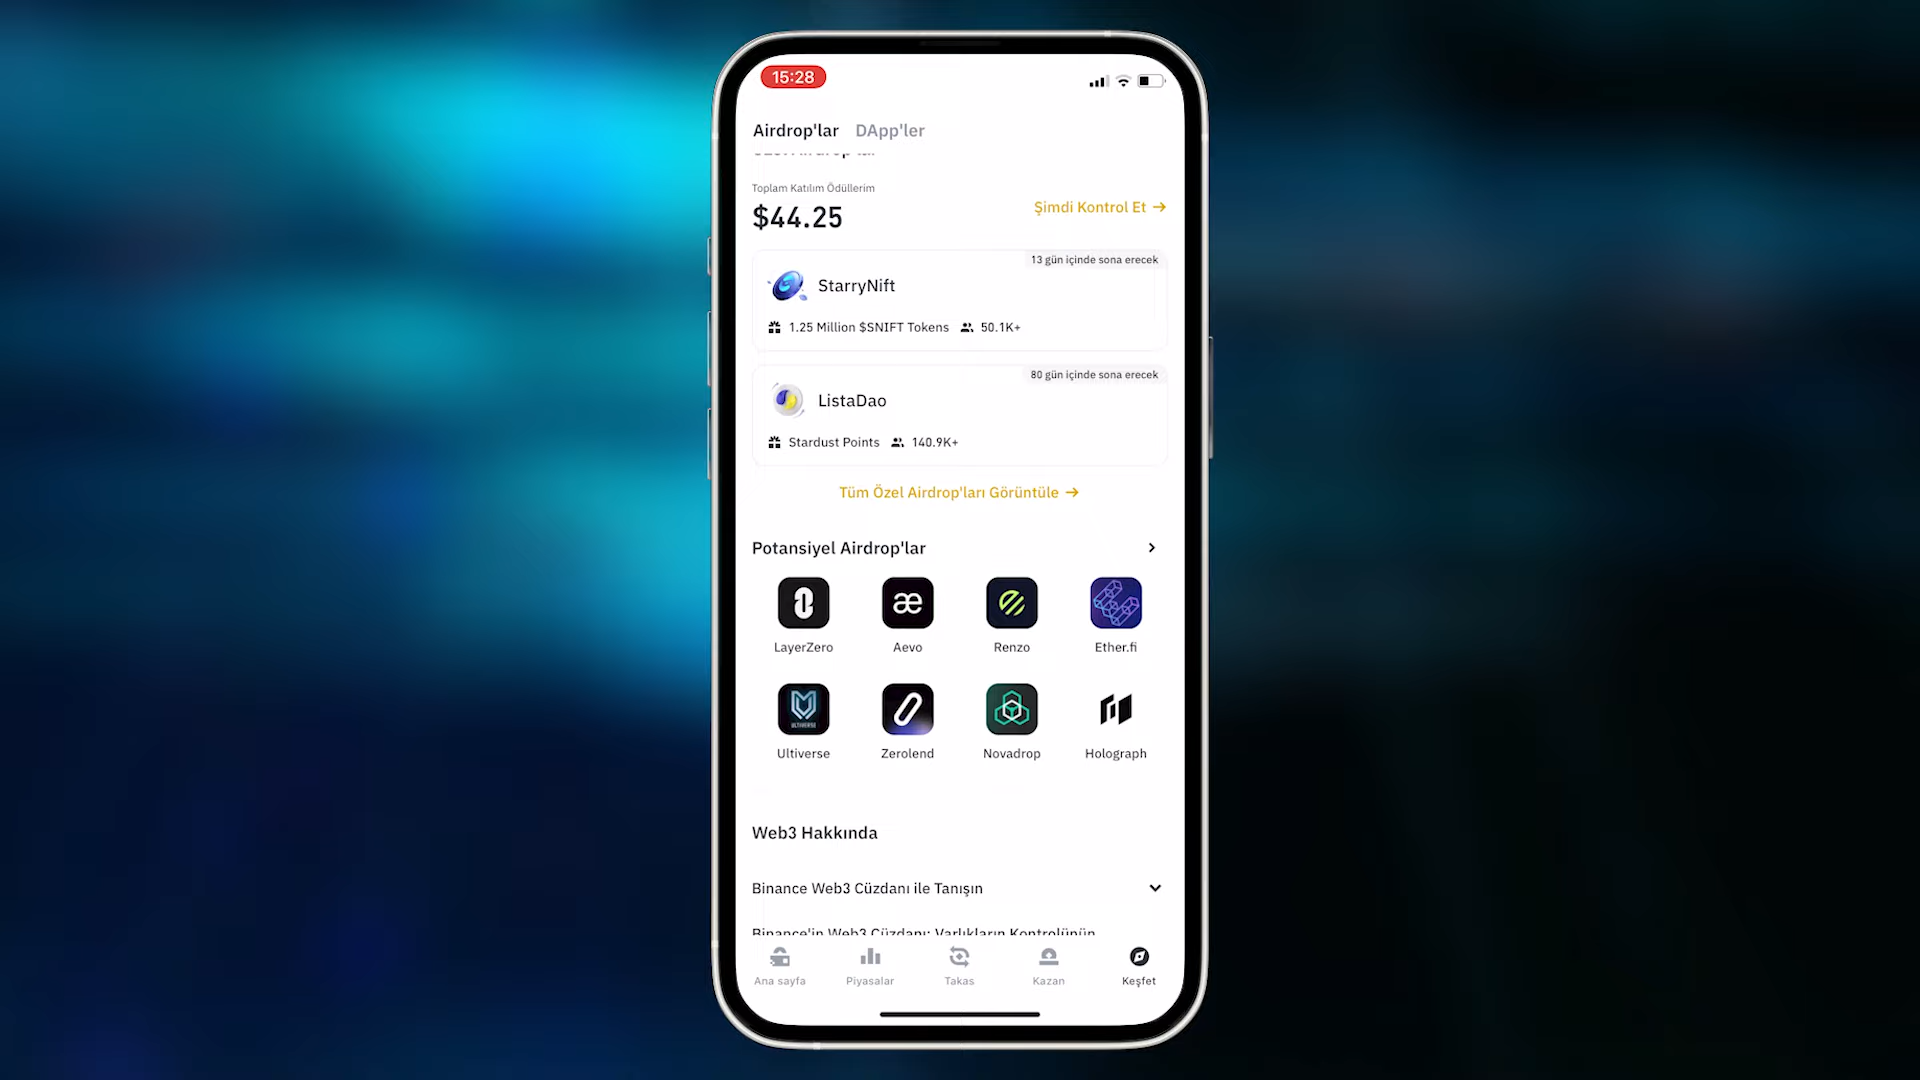 15:28
Airdrop'lar DApp'ler
Toplam Katılım Ödüllerim
$44.25
Şimdi Kontrol Et →
13 gün içinde sona erecek
StarryNift
1.25 Million $SNIFT Tokens 50.1K+
80 gün içinde sona erecek
ListaDao
Stardust Points 140.9K+
Tüm Özel Airdrop'ları Görüntüle →
Potansiyel Airdrop'lar
æ
LayerZero Aevo Renzo Ether.fi
ULTIVERSE
Ultiverse Zerolend Novadrop Holograph
Web3 Hakkında
Binance Web3 Cüzdanı ile Tanışın
Binance'in Web3 Cüzdanı: Varlıkların Kontrolünün
Ana sayfa Piyasalar Takas Kazan Keşfet